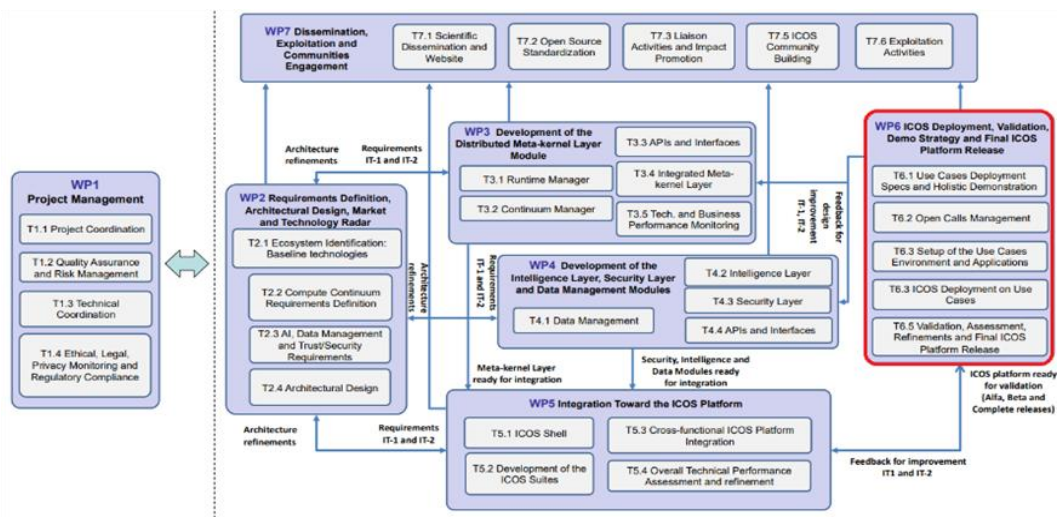 WP7 Dissemination,
Exploitation and
Communities
Engagement
T7.1 Scientific
Dissemination and
Website
T7.2 Open Source
Standardization
T7.3 Liaison
Activities and Impact
Promotion
T7.5 ICOS
Community
Building
T7.6 Exploitation
Activities
WP1
Project Management
T1.1 Project Coordination
T1.2 Quality Assurance
and Risk Management
T1.3 Technical
Coordination
T1.4 Ethical, Legal,
Privacy Monitoring and
Regulatory Compliance
Architecture
refinements
Requirements
IT-1 and IT-2
WP2 Requirements Definition,
Architectural Design, Market
and Technology Radar
T2.1 Ecosystem Identification:
Baseline technologies
T2.2 Compute Continuum
Requirements Definition
T2.3 AI, Data Management
and Trust/Security
Requirements
T2.4 Architectural Design
WP3 Development of the
Distributed Meta-kernel Layer
Module
T3.1 Runtime Manager
T3.2 Continuum Manager
T3.3 APIs and Interfaces
T3.4 Integrated Meta-
kernel Layer
T3.5 Tech. and Business
Performance Monitoring
Architecture
refinements
Requirements
IT-1 and IT-2
WP4 Development of
the Intelligence Layer, Security Layer
and Data Management Modules
T4.1 Data Management
T4.2 Intelligence Layer
T4.3 Security Layer
T4.4 APIs and Interfaces
Feedback for
design
improvement
IT-1, IT-2
WP6 ICOS Deployment, Validation,
Demo Strategy and Final ICOS
Platform Release
T6.1 Use Cases Deployment
Specs and Holistic Demonstration
T6.2 Open Calls Management
T6.3 Setup of the Use Cases
Environment and Applications
T6.3 ICOS Deployment on Use
Cases
T6.5 Validation, Assessment,
Refinements and Final ICOS
Platform Release
Meta-kernel Layer
ready for integration
Security, Intelligence and
Data Modules ready
for integration
ICOS platform ready
for validation
(Alfa, Beta and
Complete releases)
Architecture
refinements
Requirements
IT-1 and IT-2
WP5 Integration Toward the ICOS Platform
T5.1 ICOS Shell
T5.2 Development of the
ICOS Suites
T5.3 Cross-functional ICOS Platform
Integration
T5.4 Overall Technical Performance
Assessment and refinement
Feedback for improvement
IT1 and IT-2